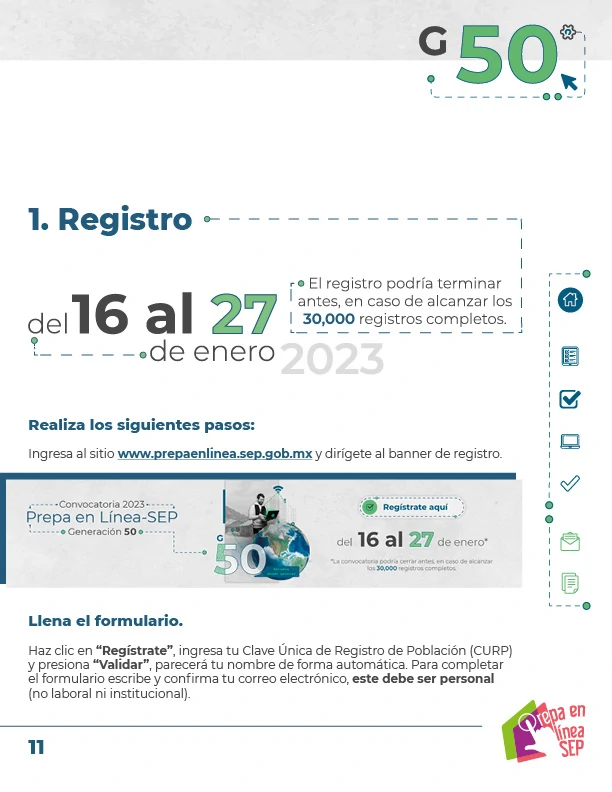 G 50
1. Registro
El registro podría terminar
antes, en caso de alcanzar los
30,000 registros completos.
del 16 al 27
de enero 2023
Realiza los siguientes pasos:
Ingresa al sitio www.prepaenlinea.sep.gob.mx y dirígete al banner de registro.
Convocatoria 2023
Prepa en Línea-SEP
Generación 50
G
50
Regístrate aquí
del 16 al 27 de enero*
*La convocatoria podría cerrar antes, en caso de alcanzar
los 30,000 registros completos.
Llena el formulario.
Haz clic en “Regístrate”, ingresa tu Clave Única de Registro de Población (CURP)
y presiona “Validar”, parecerá tu nombre de forma automática. Para completar
el formulario escribe y confirma tu correo electrónico, este debe ser personal
(no laboral ni institucional).
11
Prepa en
línea
SEP